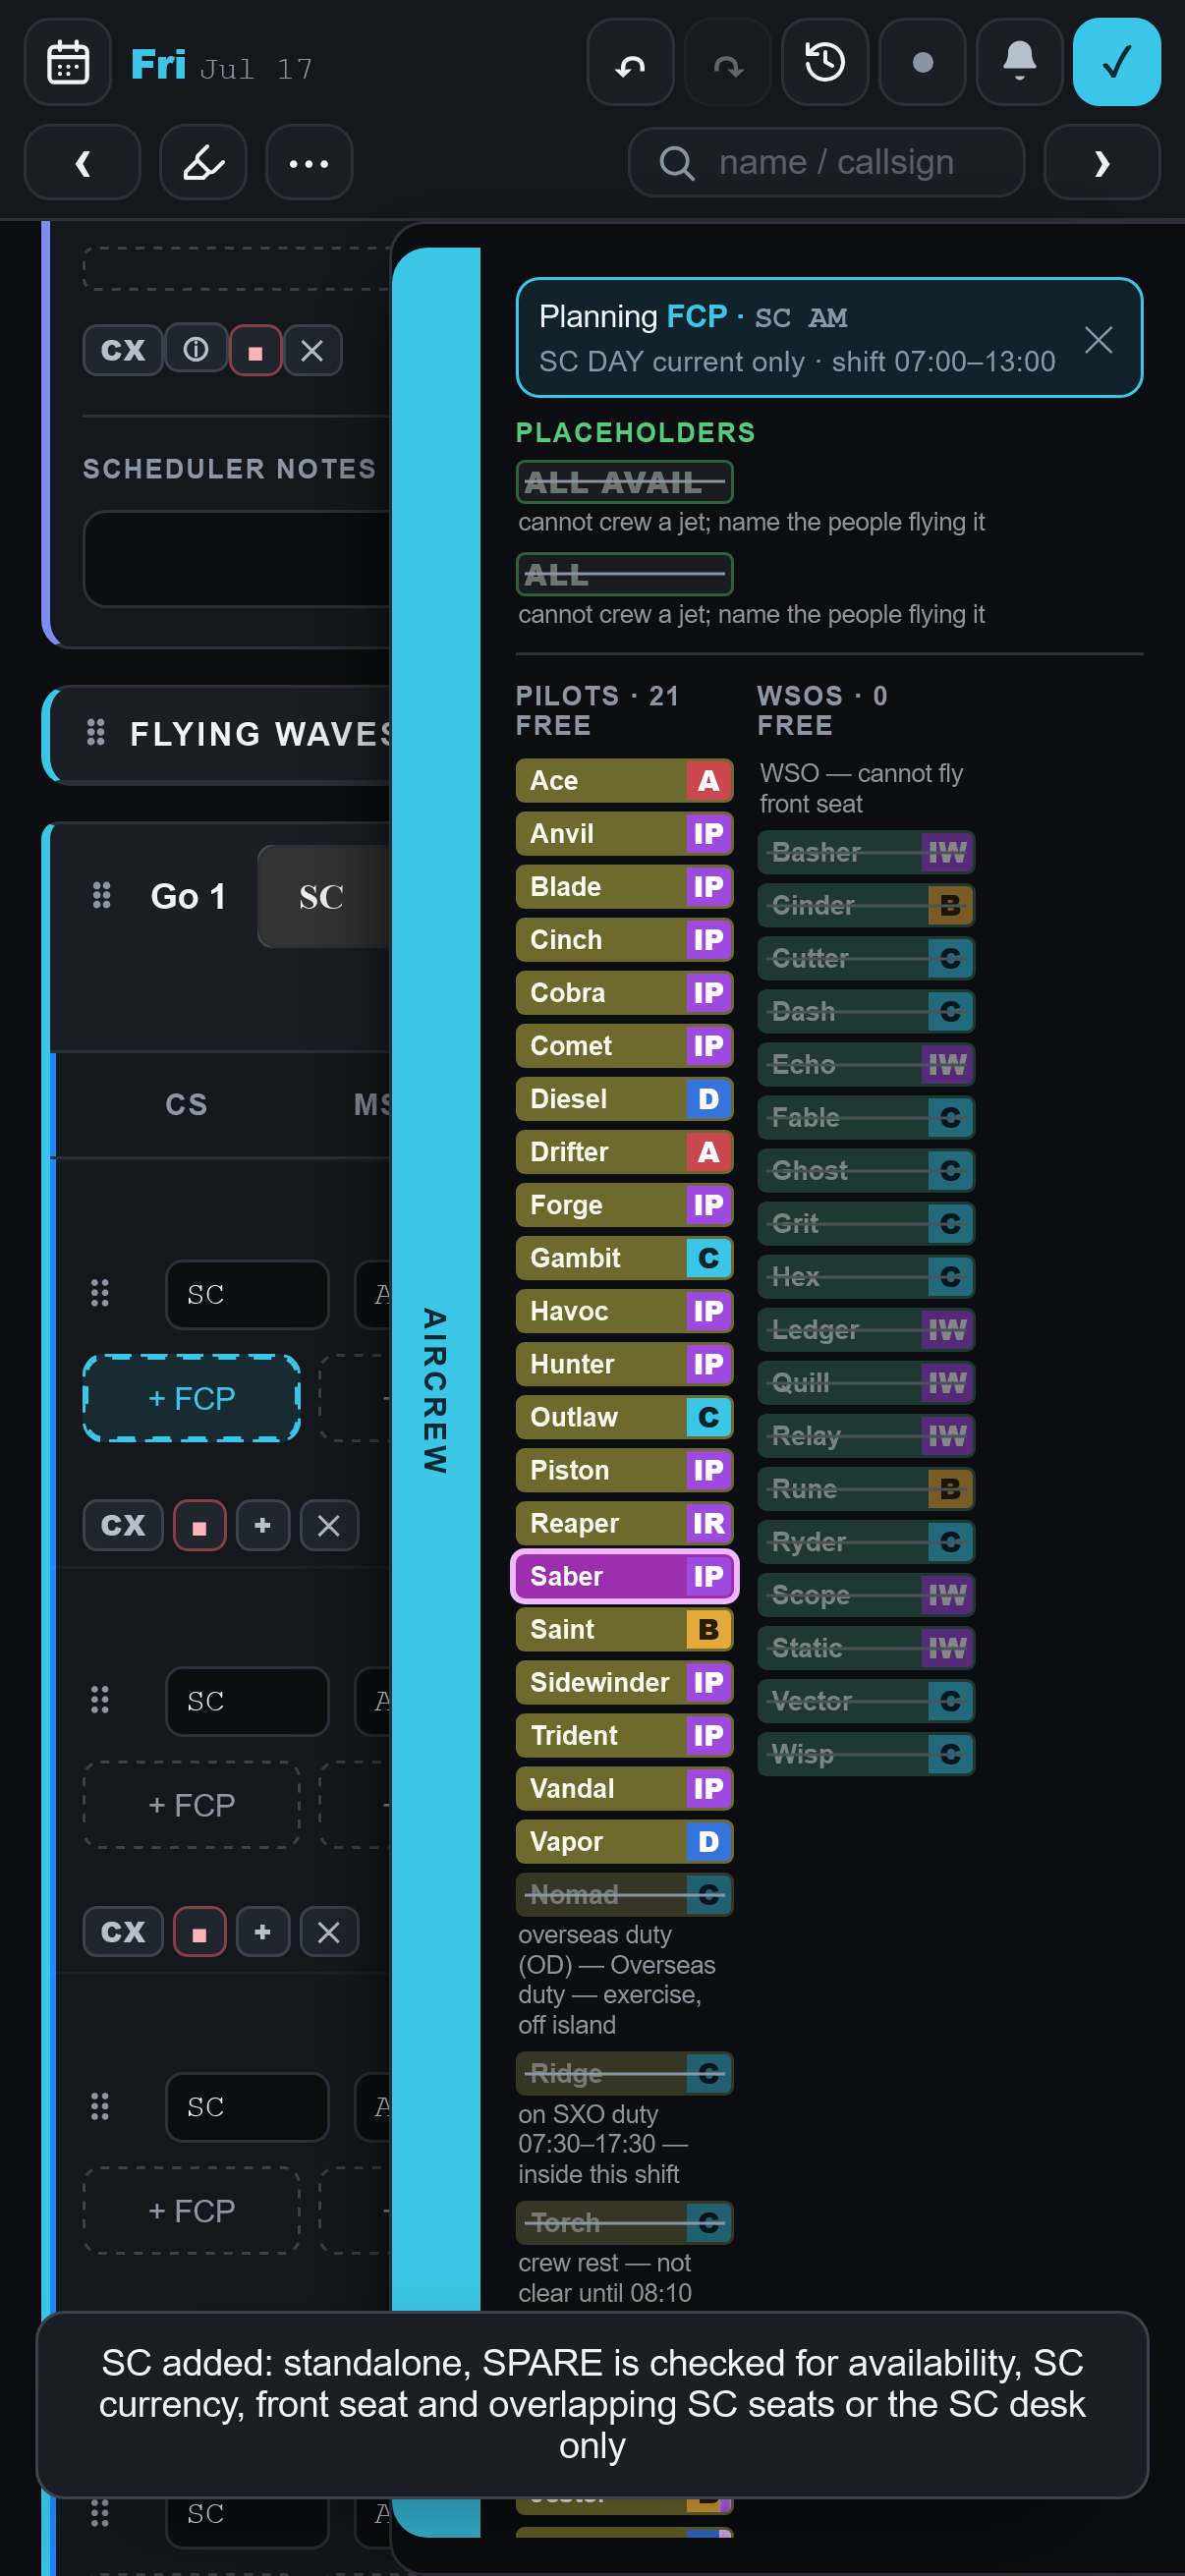 Fri Jul 17
name / callsign
CX
SCHEDULER NOTES
FLYING WAVES
Go 1 SC
CS
SC
+ FCP
CX
SC
+ FCP
CX
SC
+ FCP
SC
AIRCREW
Planning FCP · SC AM
SC DAY current only · shift 07:00–13:00
PLACEHOLDERS
ALL AVAIL
cannot crew a jet; name the people flying it
ALL
cannot crew a jet; name the people flying it
PILOTS · 21
FREE
Ace A
Anvil IP
Blade IP
Cinch IP
Cobra IP
Comet IP
Diesel D
Drifter A
Forge IP
Gambit C
Havoc IP
Hunter IP
Outlaw C
Piston IP
Reaper IR
Saber IP
Saint B
Sidewinder IP
Trident IP
Vandal IP
Vapor D
Nomad C
overseas duty
(OD) — Overseas
duty — exercise,
off island
Ridge C
on SXO duty
07:30–17:30 —
inside this shift
Torch C
crew rest — not
clear until 08:10
WSOS · 0
FREE
WSO — cannot fly
front seat
Basher IW
Cinder B
Cutter C
Dash C
Echo IW
Fable C
Ghost C
Grit C
Hex C
Ledger IW
Quill IW
Relay IW
Rune B
Ryder C
Scope IW
Static IW
Vector C
Wisp C
SC added: standalone, SPARE is checked for availability, SC
currency, front seat and overlapping SC seats or the SC desk
only